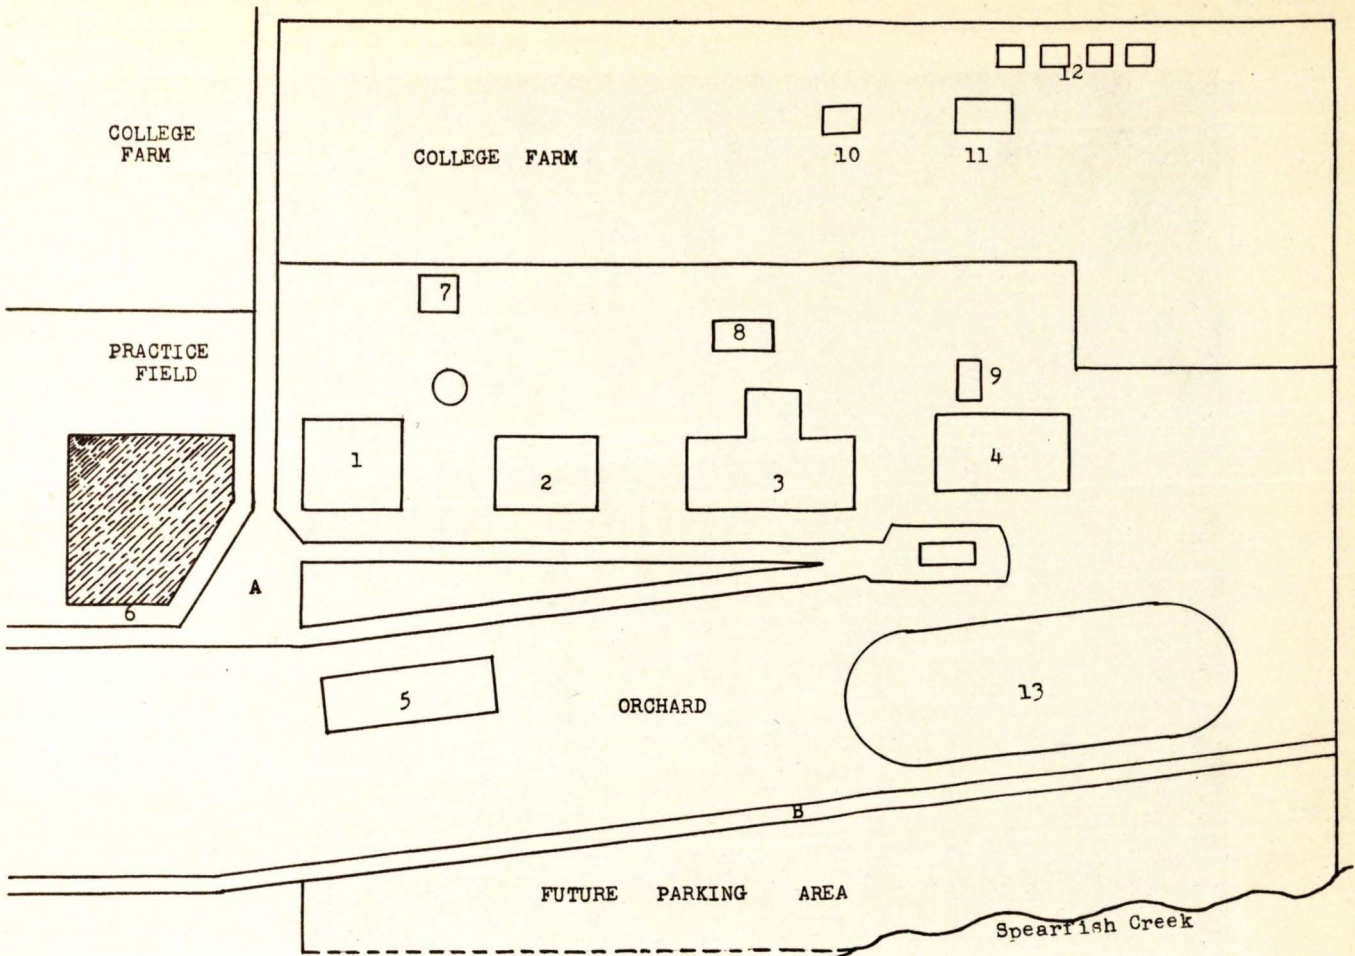 12
COLLEGE
FARM
COLLEGE FARM
10
11
7
8
PRACTICE
FIELD
9
1
2
3
4
6
A
5
ORCHARD
13
B
FUTURE PARKING AREA
Spearfish Creek